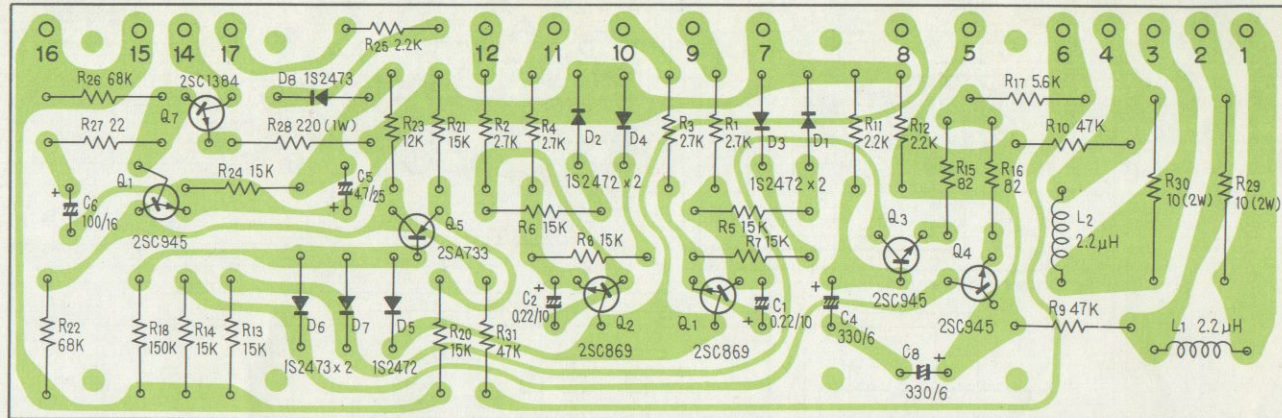 16 15 14 17 12 11 10 9 7 8 5 6 4 3 2 1
R25 2.2K
R26 68K
2SC1384
Q7
D8 1S2473
R27 22
R28 220 (1W)
R23
12K
R21
15K
R2
2.7K
R4
2.7K
D2
D4
1S2472×2
R3
2.7K
R1
2.7K
D3
D1
1S2472×2
R11
2.2K
R12
2.2K
R17 5.6K
R10 47K
R15
82
R16
82
R30
10(2W)
R29
10(2W)
C6
100/16
Q1
2SC945
R24 15K
C5
47/25
Q5
2SA733
R6 15K
R8 15K
R5 15K
R7 15K
Q3
2SC945
Q4
2SC945
L2
2.2μH
R22
68K
R18
150K
R14
15K
R13
15K
D6
D7
D5
1S2473×2
1S2472
R20
15K
R31
47K
C2
0.22/10
Q2
2SC869
Q1
2SC869
C1
0.22/10
C4
330/6
C8
330/6
R9 47K
L1 2.2μH